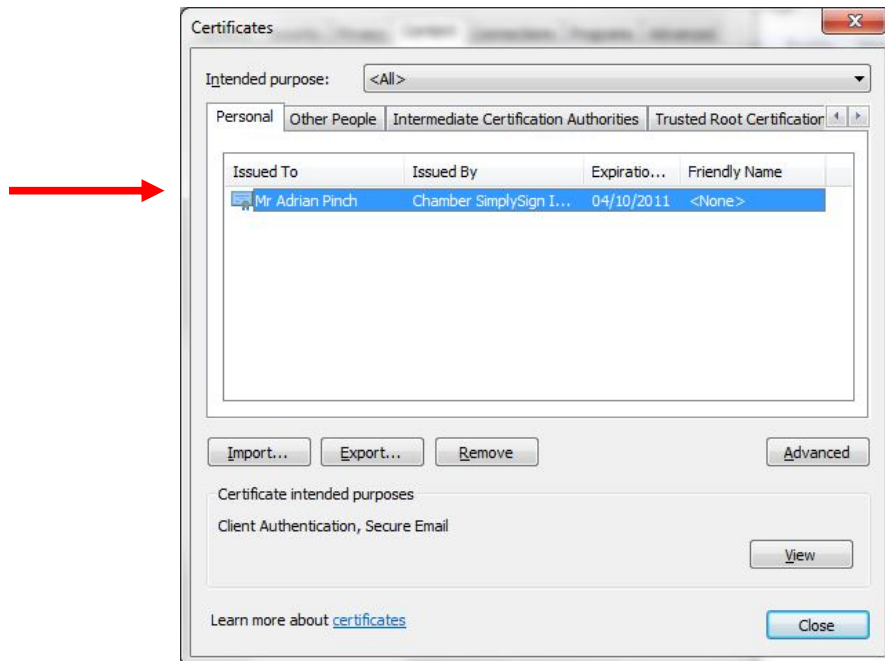 Certificates
Intended purpose: <All>
Personal Other People Intermediate Certification Authorities Trusted Root Certification
Issued To Issued By Expiratio... Friendly Name
Mr Adrian Pinch Chamber SimplySign I... 04/10/2011 <None>
Import... Export... Remove Advanced
Certificate intended purposes
Client Authentication, Secure Email
View
Learn more about certificates
Close